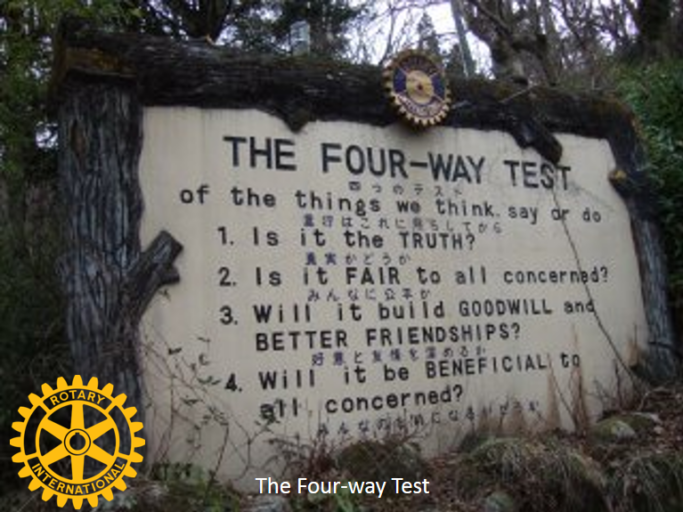 THE FOUR-WAY TEST
四つのテスト
of the things we think, say or do
言行はこれに照らしてから
1. Is it the TRUTH?
真実かどうか
2. Is it FAIR to all concerned?
みんなに公平か
3. Will it build GOODWILL and
BETTER FRIENDSHIPS?
好意と友情を深めるか
4. Will it be BENEFICIAL to
all concerned?
みんなのためになるかどうか
ROTARY
INTERNATIONAL
The Four-way Test